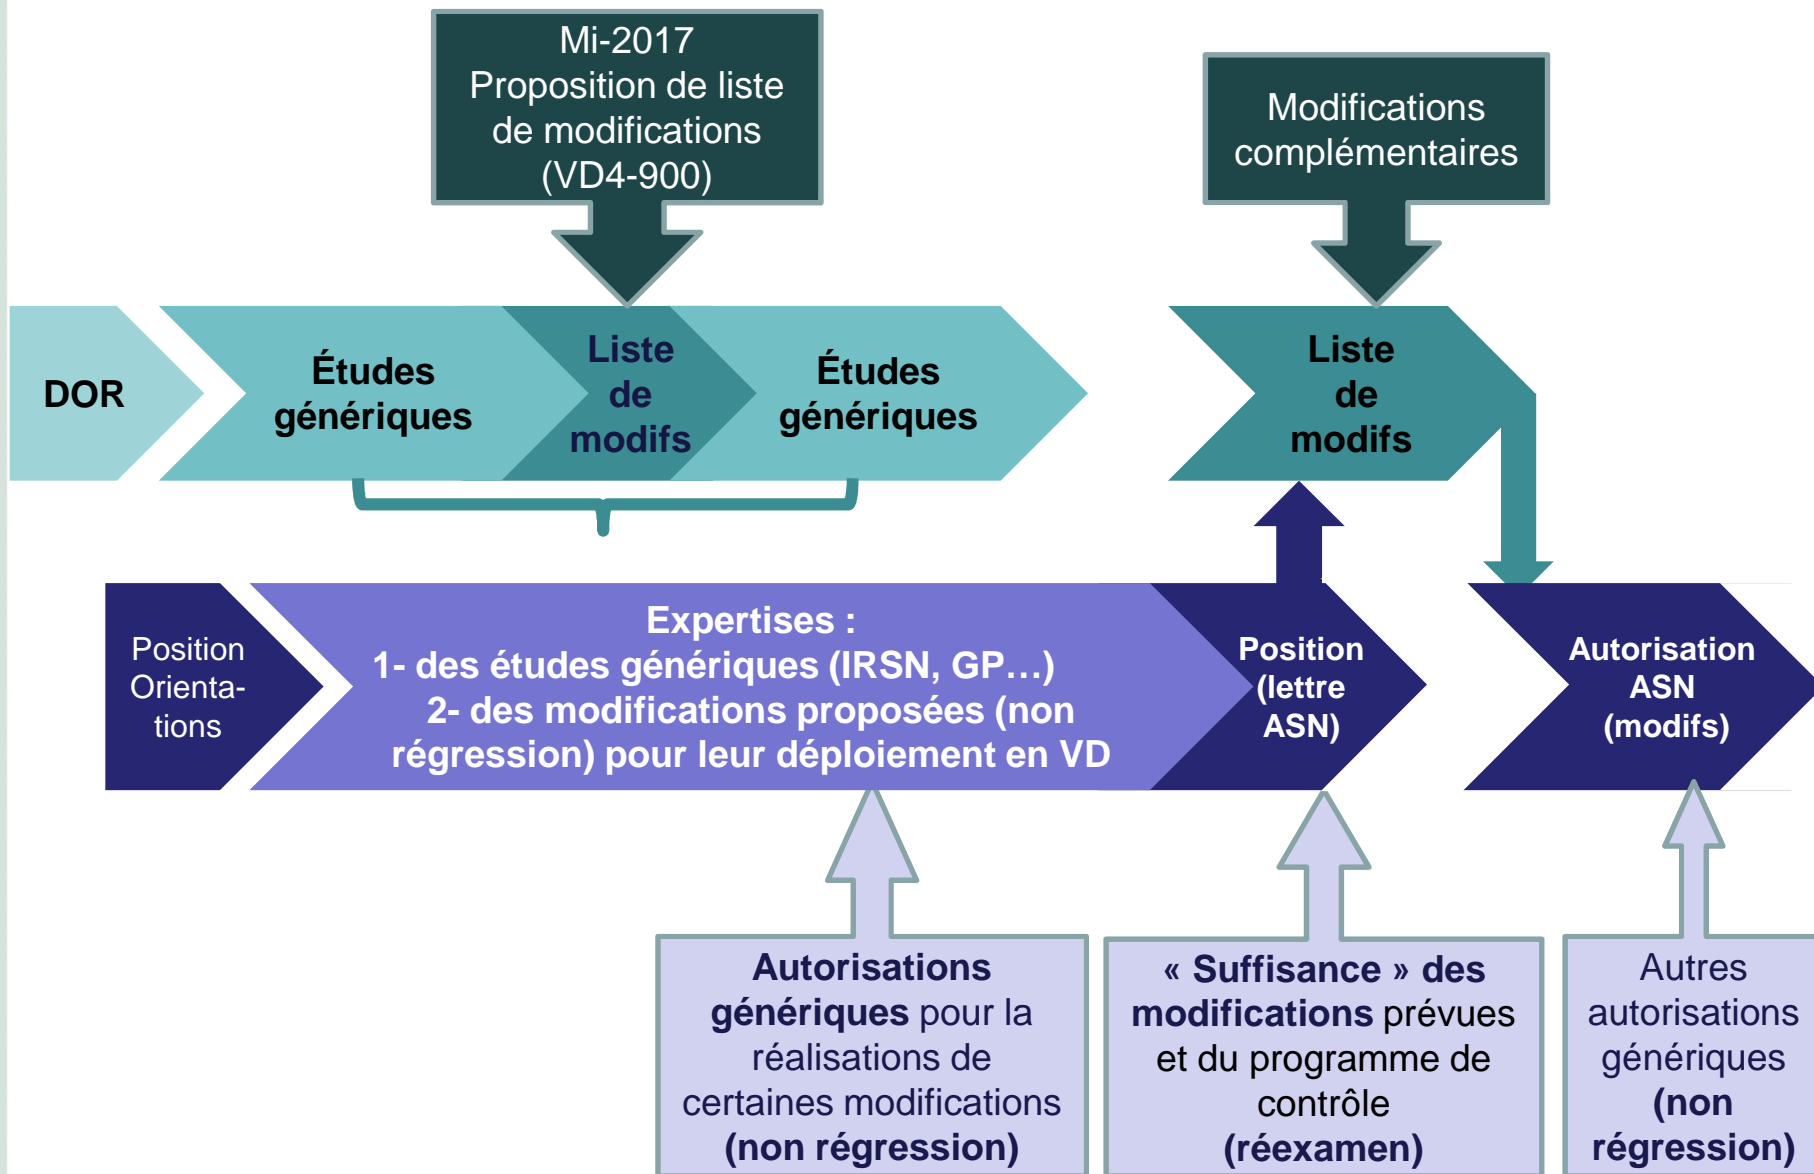 Mi-2017
Proposition de liste
de modifications
(VD4-900)
Modifications
complémentaires
DOR
Études
génériques
Liste
de
modifs
Études
génériques
Liste
de
modifs
Position
Orienta-
tions
Expertises :
1- des études génériques (IRSN, GP…)
2- des modifications proposées (non
régression) pour leur déploiement en VD
Position
(lettre
ASN)
Autorisation
ASN
(modifs)
Autorisations
génériques pour la
réalisations de
certaines modifications
(non régression)
« Suffisance » des
modifications prévues
et du programme de
contrôle
(réexamen)
Autres
autorisations
génériques
(non
régression)